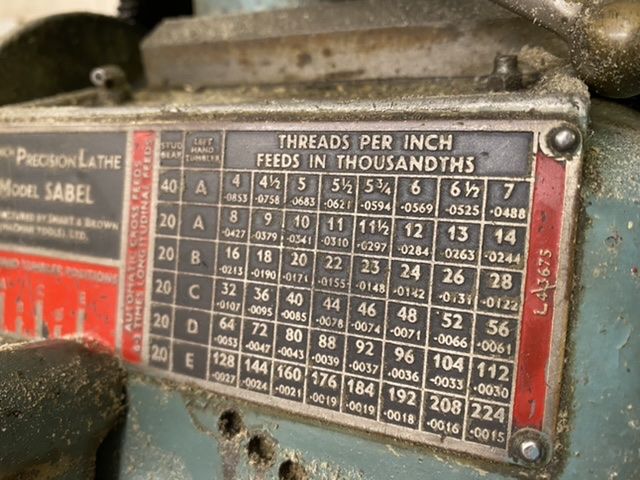 PRECISION LATHE
MODEL SABEL
& BROWN
(MACHINE TOOLS) LTD.
TUMBLER POSITIONS
AUTOMATIC CROSS FEEDS
LONGITUDINAL FEEDS
STUD GEAR
LEFT HAND TUMBLER
THREADS PER INCH
FEEDS IN THOUSANDTHS
40 A 4 4½ 5 5½ 5¾ 6 6½ 7
·0853 ·0758 ·0683 ·0621 ·0594 ·0569 ·0525 ·0488
20 A 8 9 10 11 11½ 12 13 14
·0427 ·0379 ·0341 ·0310 ·0297 ·0284 ·0263 ·0244
20 B 16 18 20 22 23 24 26 28
·0213 ·0190 ·0171 ·0155 ·0148 ·0142 ·0131 ·0122
20 C 32 36 40 44 46 48 52 56
·0107 ·0095 ·0085 ·0078 ·0074 ·0071 ·0066 ·0061
20 D 64 72 80 88 92 96 104 112
·0053 ·0047 ·0043 ·0039 ·0037 ·0036 ·0033 ·0030
20 E 128 144 160 176 184 192 208 224
·0027 ·0024 ·0021 ·0019 ·0019 ·0018 ·0016 ·0015
L.4/3673